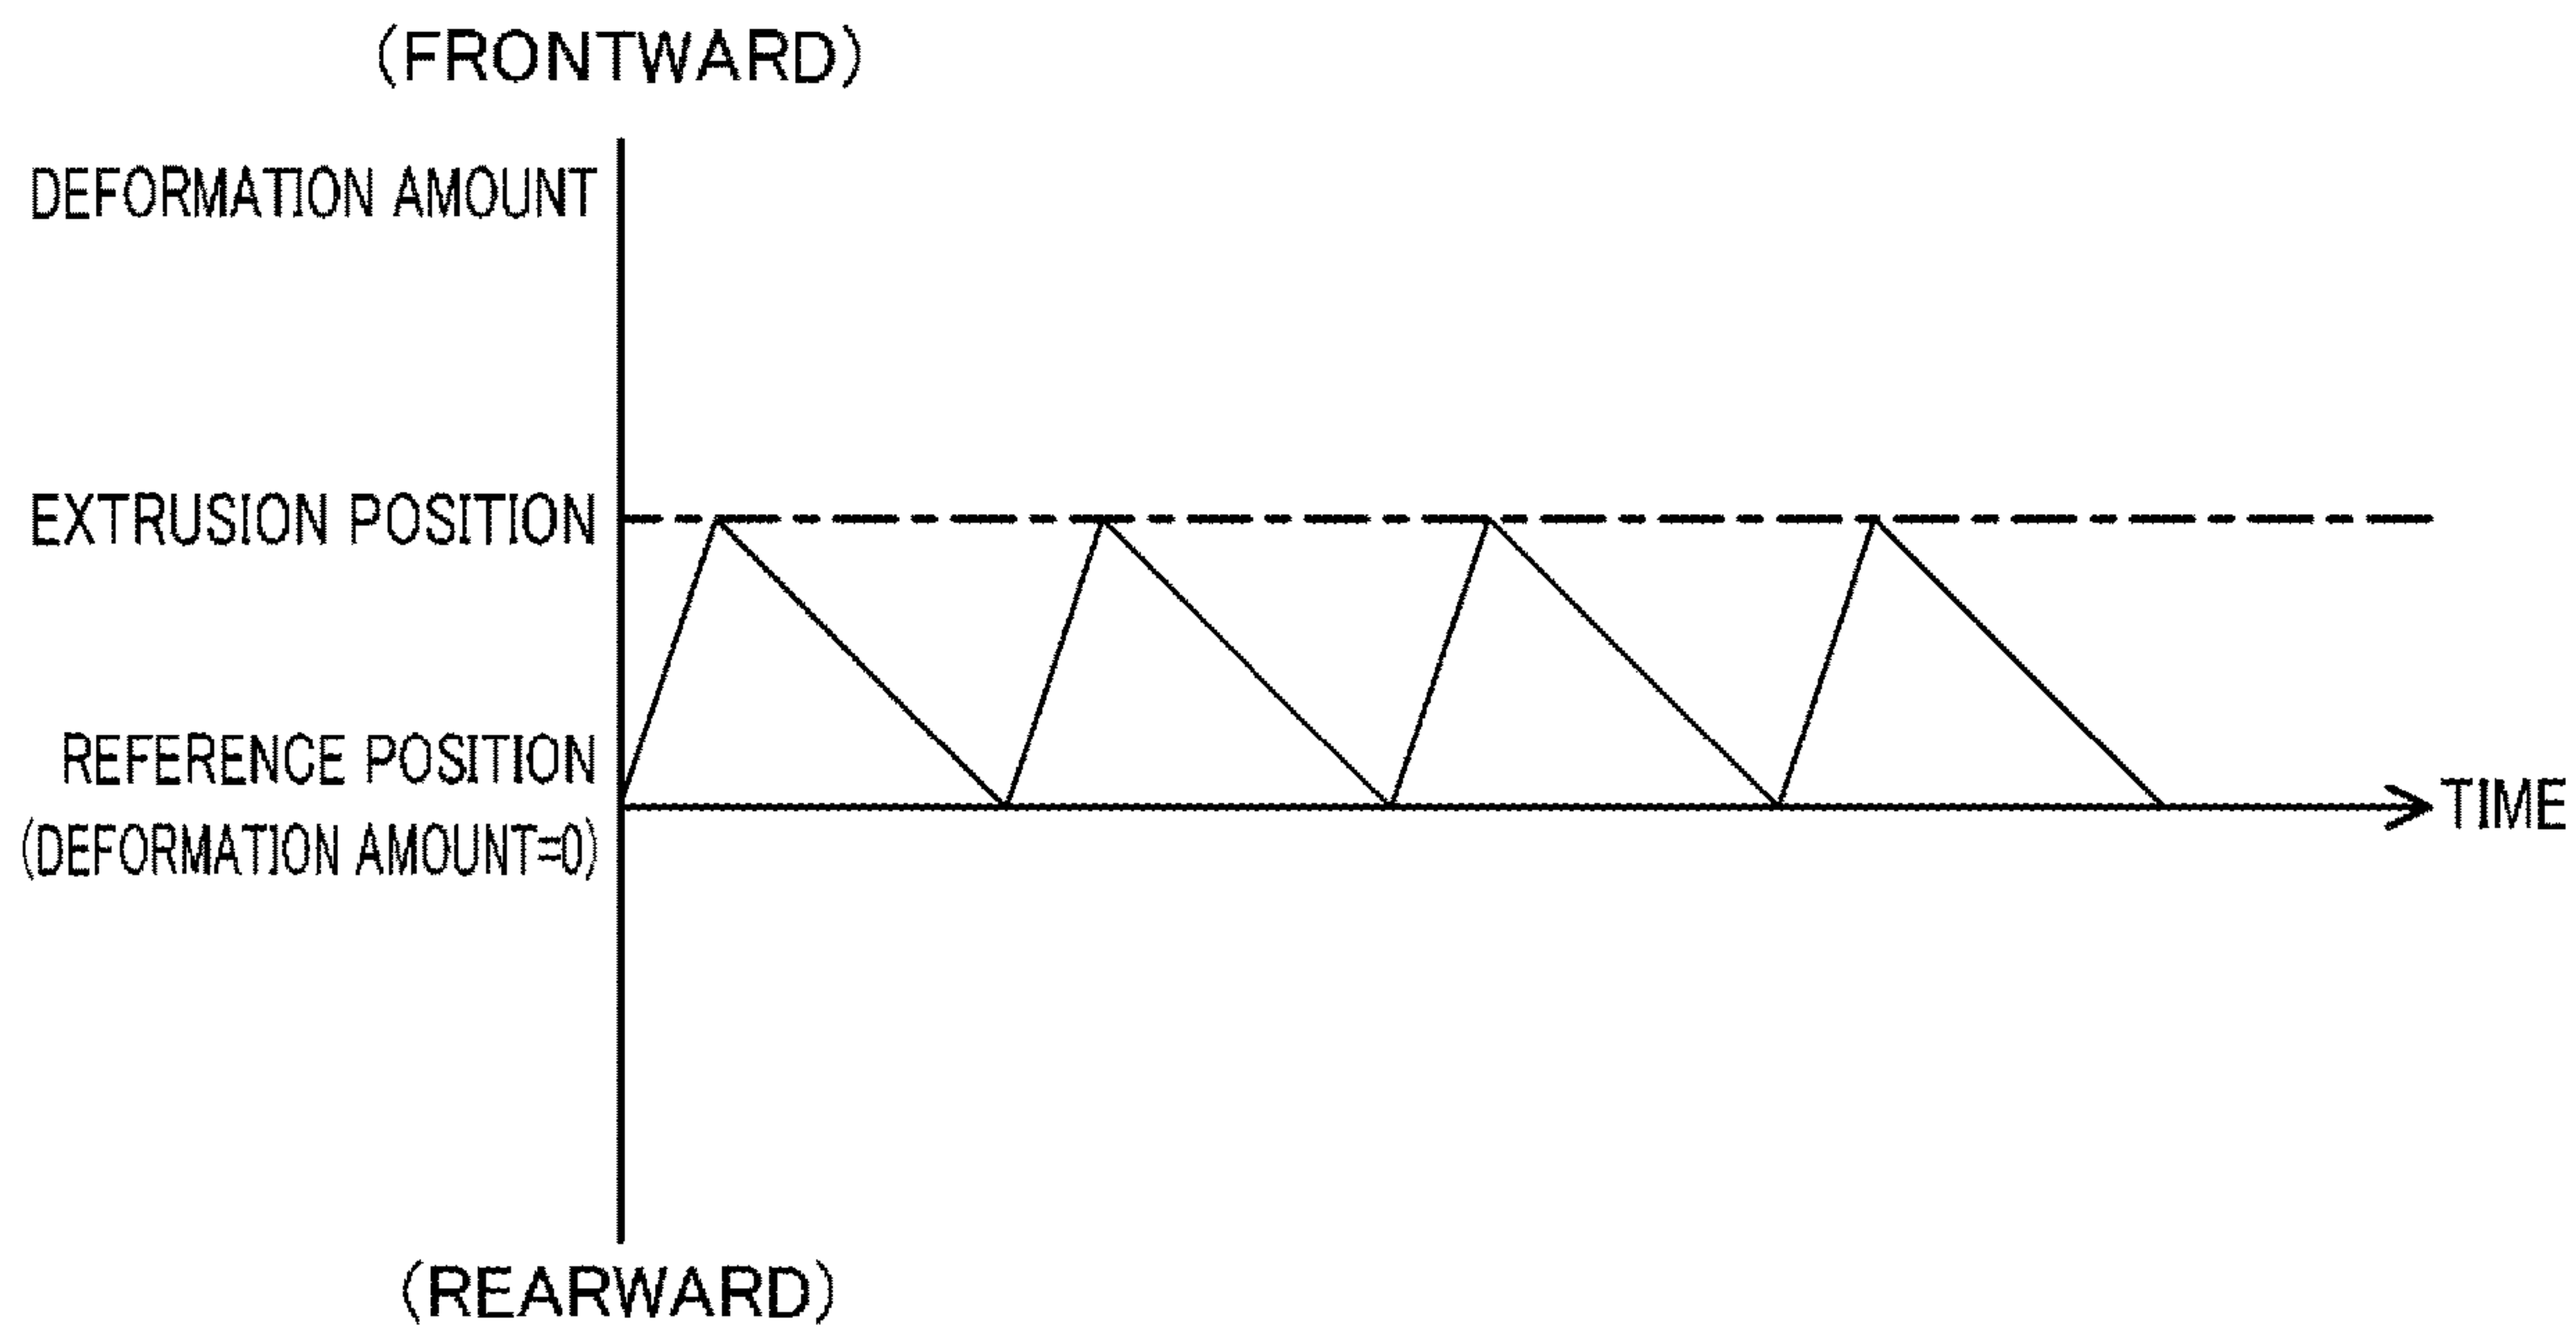 (FRONTWARD)
DEFORMATION AMOUNT
EXTRUSION POSITION
REFERENCE POSITION
(DEFORMATION AMOUNT=0)
TIME
(REARWARD)